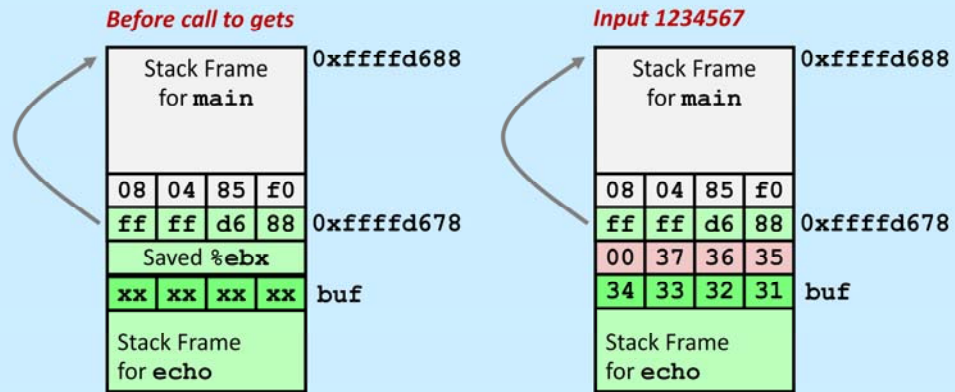 Before call to gets
Stack Frame
for main
0xffffd688
08 04 85 f0
ff ff d6 88 0xffffd678
Saved %ebx
xx xx xx xx buf
Stack Frame
for echo
Input 1234567
Stack Frame
for main
0xffffd688
08 04 85 f0
ff ff d6 88 0xffffd678
00 37 36 35
34 33 32 31 buf
Stack Frame
for echo